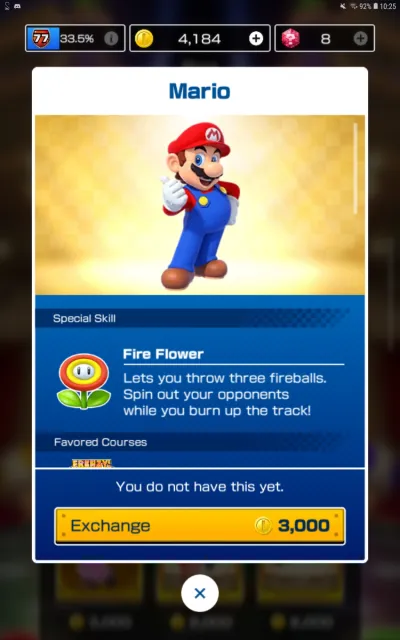 92% 10:25
77 33.5% i 4,184 + 8 +
Mario
M
Special Skill
Fire Flower
Lets you throw three fireballs.
Spin out your opponents
while you burn up the track!
Favored Courses
You do not have this yet.
Exchange 3,000
×